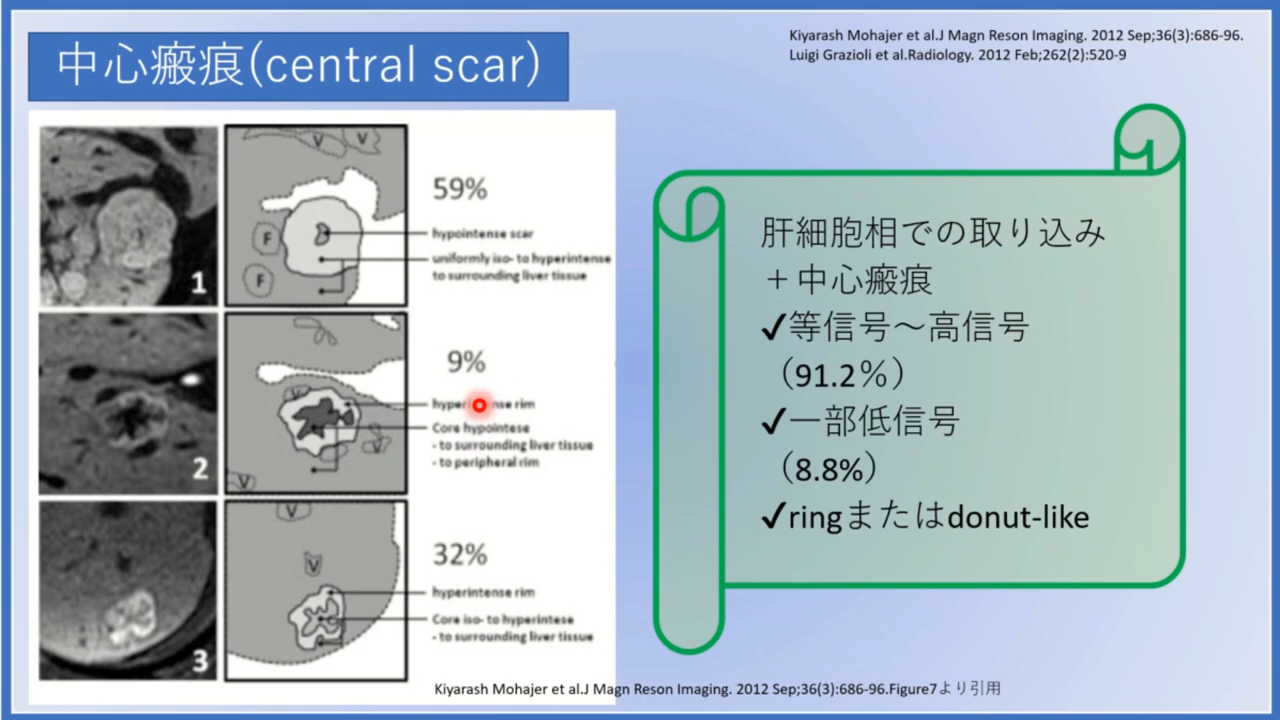 中心瘢痕(central scar)
Kiyarash Mohajer et al.J Magn Reson Imaging. 2012 Sep;36(3):686-96.
Luigi Grazioli et al.Radiology. 2012 Feb;262(2):520-9
V
V
F
F
1
59%
hypointense scar
uniformly iso- to hyperintense
to surrounding liver tissue
V
V
V
2
9%
rim
Core hypointese
- to surrounding liver tissue
- to peripheral rim
V
V
3
32%
hyperintense rim
Core iso- to hyperintese
- to surrounding liver tissue
肝細胞相での取り込み
＋中心瘢痕
✓等信号～高信号
（91.2％）
✓一部低信号
（8.8%）
✓ringまたはdonut-like
Kiyarash Mohajer et al.J Magn Reson Imaging. 2012 Sep;36(3):686-96.Figure7より引用